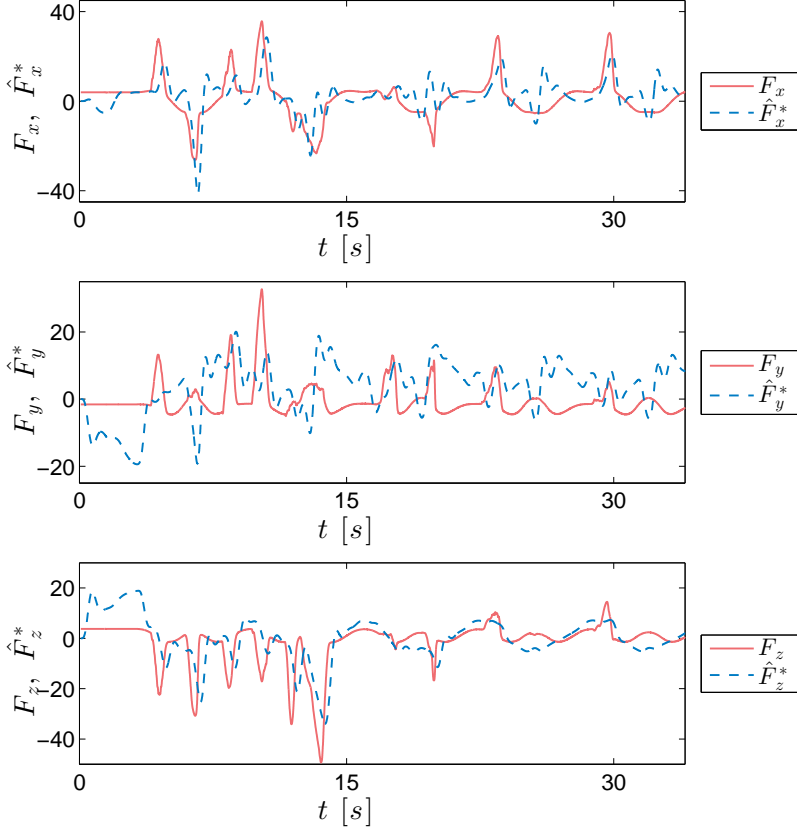 40
0
−40
F_x, F̂_x^*
0 15 30
t [s]
F_x
F̂_x^*
20
0
−20
F_y, F̂_y^*
0 15 30
t [s]
F_y
F̂_y^*
20
0
−20
−40
F_z, F̂_z^*
0 15 30
t [s]
F_z
F̂_z^*